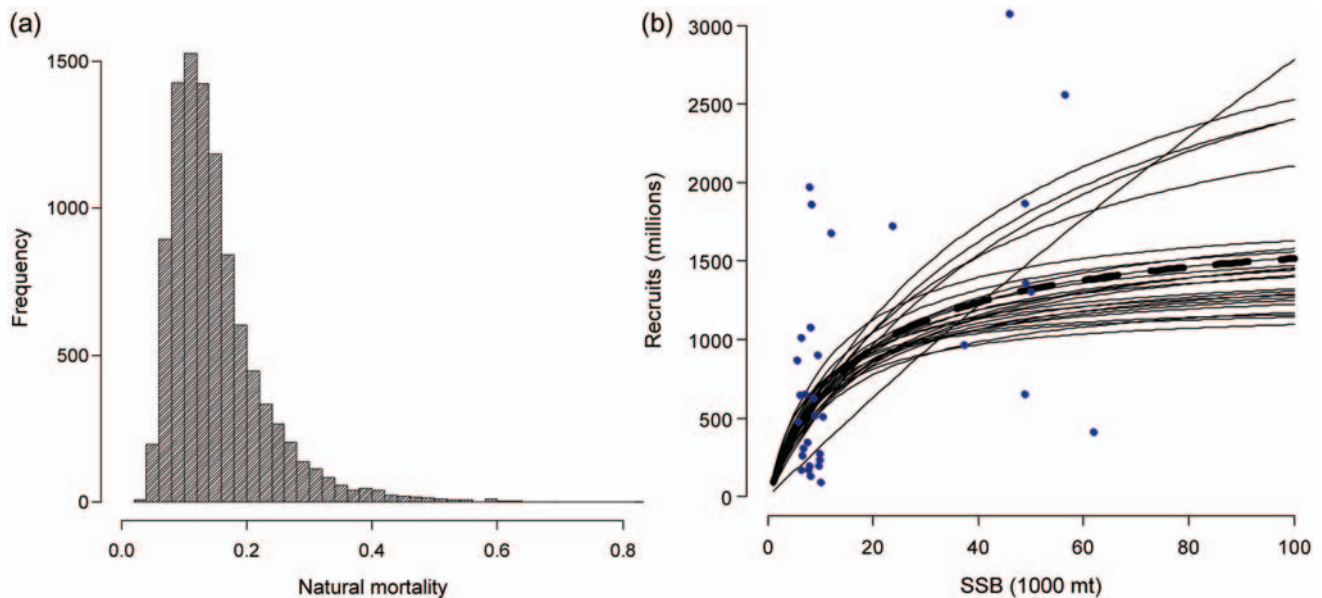 (a)
1500
1000
500
0
Frequency
0.0 0.2 0.4 0.6 0.8
Natural mortality
(b)
3000
2500
2000
1500
1000
500
0
Recruits (millions)
0 20 40 60 80 100
SSB (1000 mt)